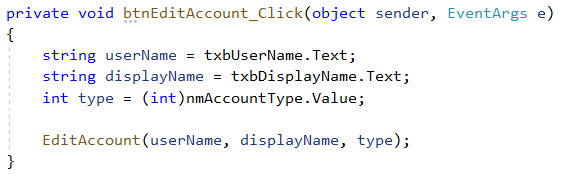 private void btnEditAccount_Click(object sender, EventArgs e)
{
    string userName = txbUserName.Text;
    string displayName = txbDisplayName.Text;
    int type = (int)nmAccountType.Value;

    EditAccount(userName, displayName, type);
}